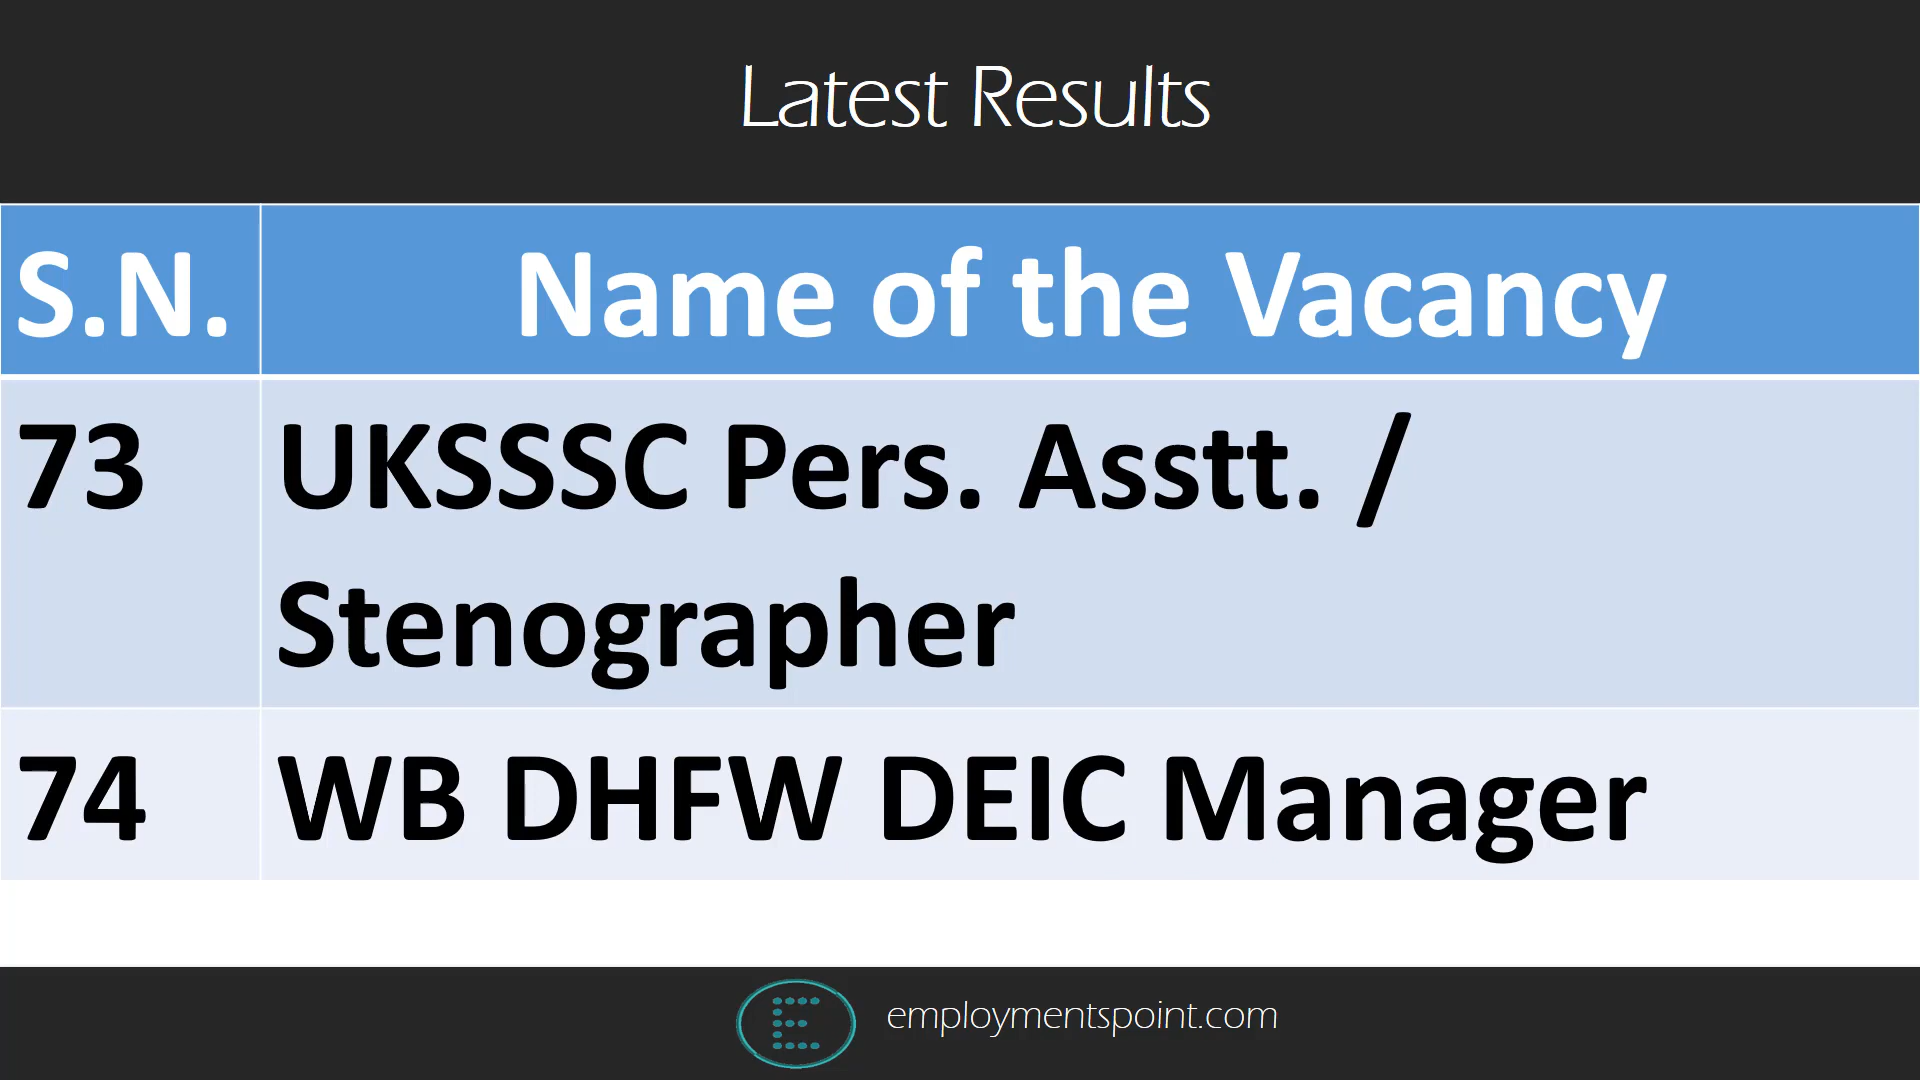 Latest Results
S.N. Name of the Vacancy
73 UKSSSC Pers. Asstt. /
Stenographer
74 WB DHFW DEIC Manager
E employmentspoint.com